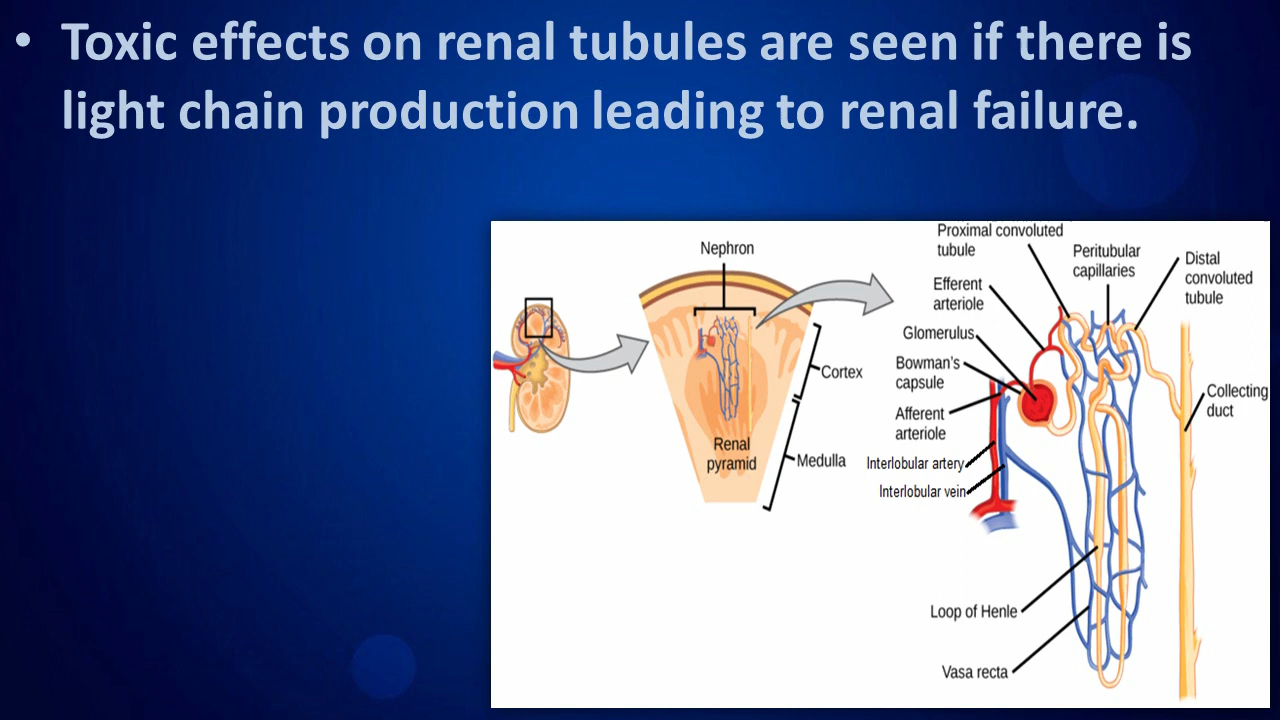 • Toxic effects on renal tubules are seen if there is
light chain production leading to renal failure.
Nephron
Cortex
Renal
pyramid
Medulla
Proximal convoluted
tubule
Peritubular
capillaries
Distal
convoluted
tubule
Efferent
arteriole
Glomerulus
Bowman's
capsule
Afferent
arteriole
Collecting
duct
Interlobular artery
Interlobular vein
Loop of Henle
Vasa recta